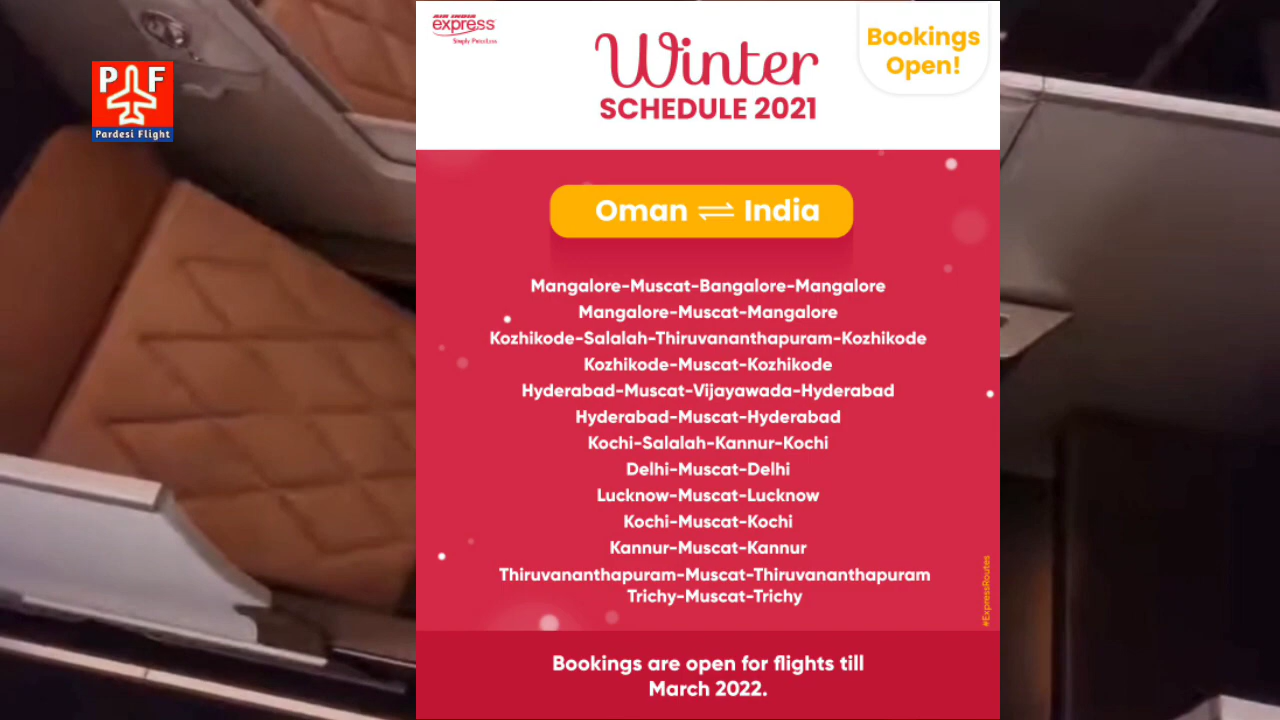 P F
Pardesi Flight
AIR INDIA
express
Simply Priceless
Winter
SCHEDULE 2021
Bookings
Open!
Oman ⇌ India
Mangalore-Muscat-Bangalore-Mangalore
Mangalore-Muscat-Mangalore
Kozhikode-Salalah-Thiruvananthapuram-Kozhikode
Kozhikode-Muscat-Kozhikode
Hyderabad-Muscat-Vijayawada-Hyderabad
Hyderabad-Muscat-Hyderabad
Kochi-Salalah-Kannur-Kochi
Delhi-Muscat-Delhi
Lucknow-Muscat-Lucknow
Kochi-Muscat-Kochi
Kannur-Muscat-Kannur
Thiruvananthapuram-Muscat-Thiruvananthapuram
Trichy-Muscat-Trichy
#ExpressRoutes
Bookings are open for flights till
March 2022.